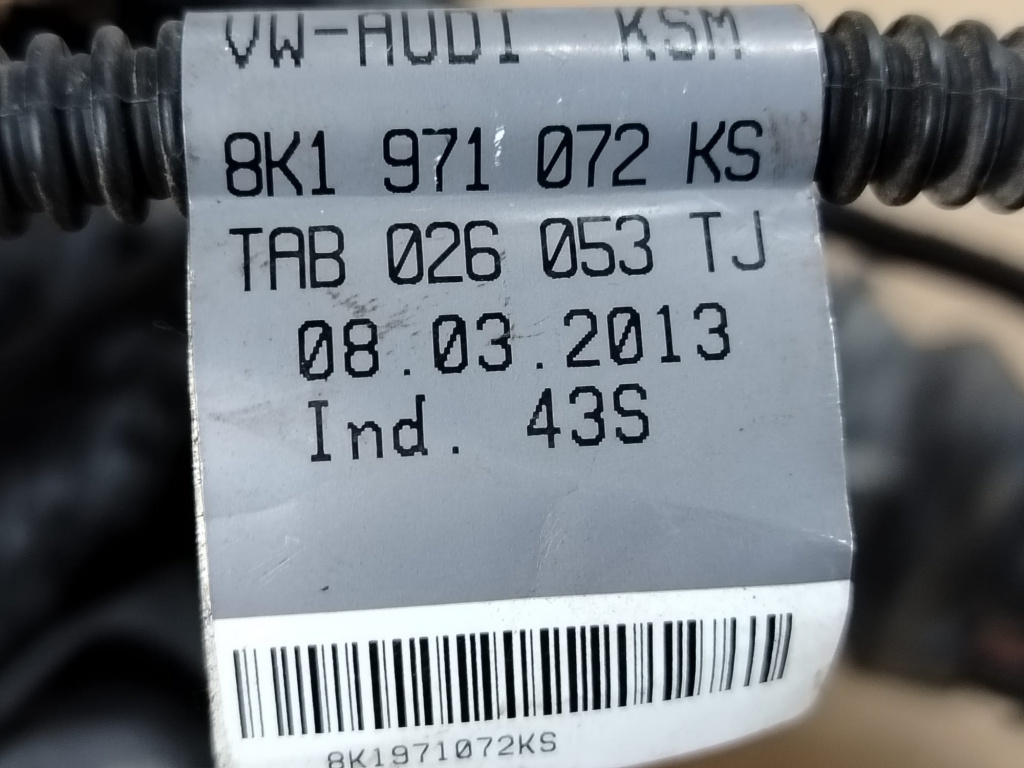 VW-AUDI KSM
8K1 971 072 KS
TAB 026 053 TJ
08.03.2013
Ind. 43S
8K1971072KS